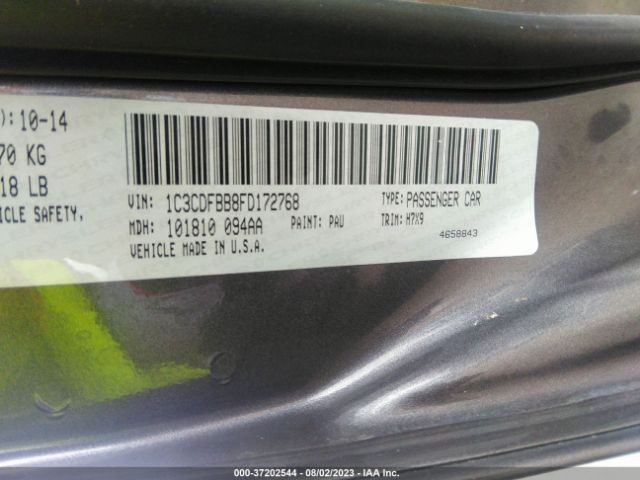 ): 10-14
70 KG
18 LB
ICLE SAFETY,
VIN: 1C3CDFBB8FD172768
TYPE: PASSENGER CAR
MDH: 101810 094AA
PAINT: PAU
TRIM: H7X9
VEHICLE MADE IN U.S.A.
4658843
000-37202544 - 08/02/2023 - IAA Inc.